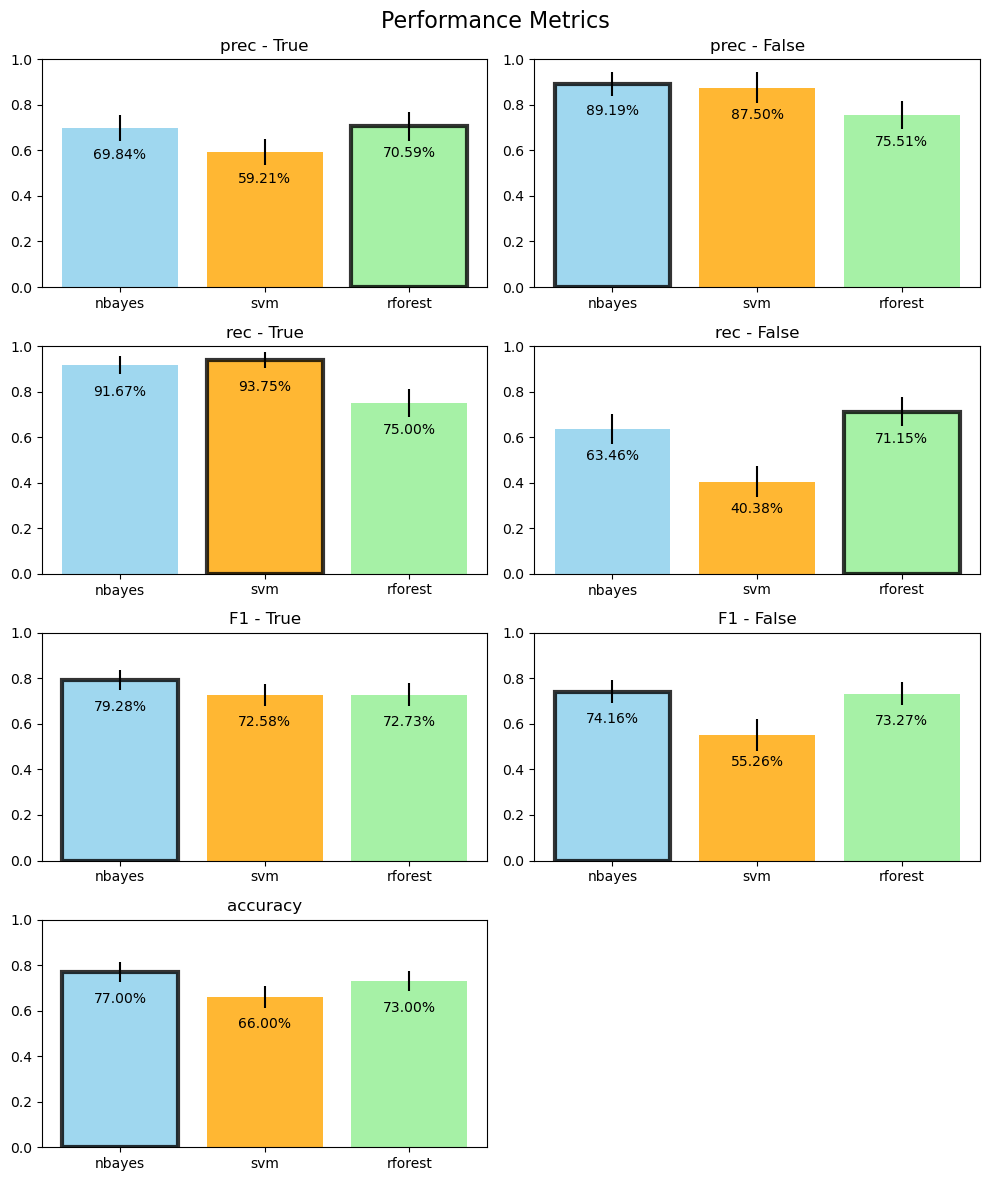 Performance Metrics
prec - True
prec - False
1.0
0.8
0.6
0.4
0.2
0.0
69.84%
59.21%
70.59%
nbayes
svm
rforest
1.0
0.8
0.6
0.4
0.2
0.0
89.19%
87.50%
75.51%
nbayes
svm
rforest
rec - True
rec - False
1.0
0.8
0.6
0.4
0.2
0.0
91.67%
93.75%
75.00%
nbayes
svm
rforest
1.0
0.8
0.6
0.4
0.2
0.0
63.46%
40.38%
71.15%
nbayes
svm
rforest
F1 - True
F1 - False
1.0
0.8
0.6
0.4
0.2
0.0
79.28%
72.58%
72.73%
nbayes
svm
rforest
1.0
0.8
0.6
0.4
0.2
0.0
74.16%
55.26%
73.27%
nbayes
svm
rforest
accuracy
1.0
0.8
0.6
0.4
0.2
0.0
77.00%
66.00%
73.00%
nbayes
svm
rforest